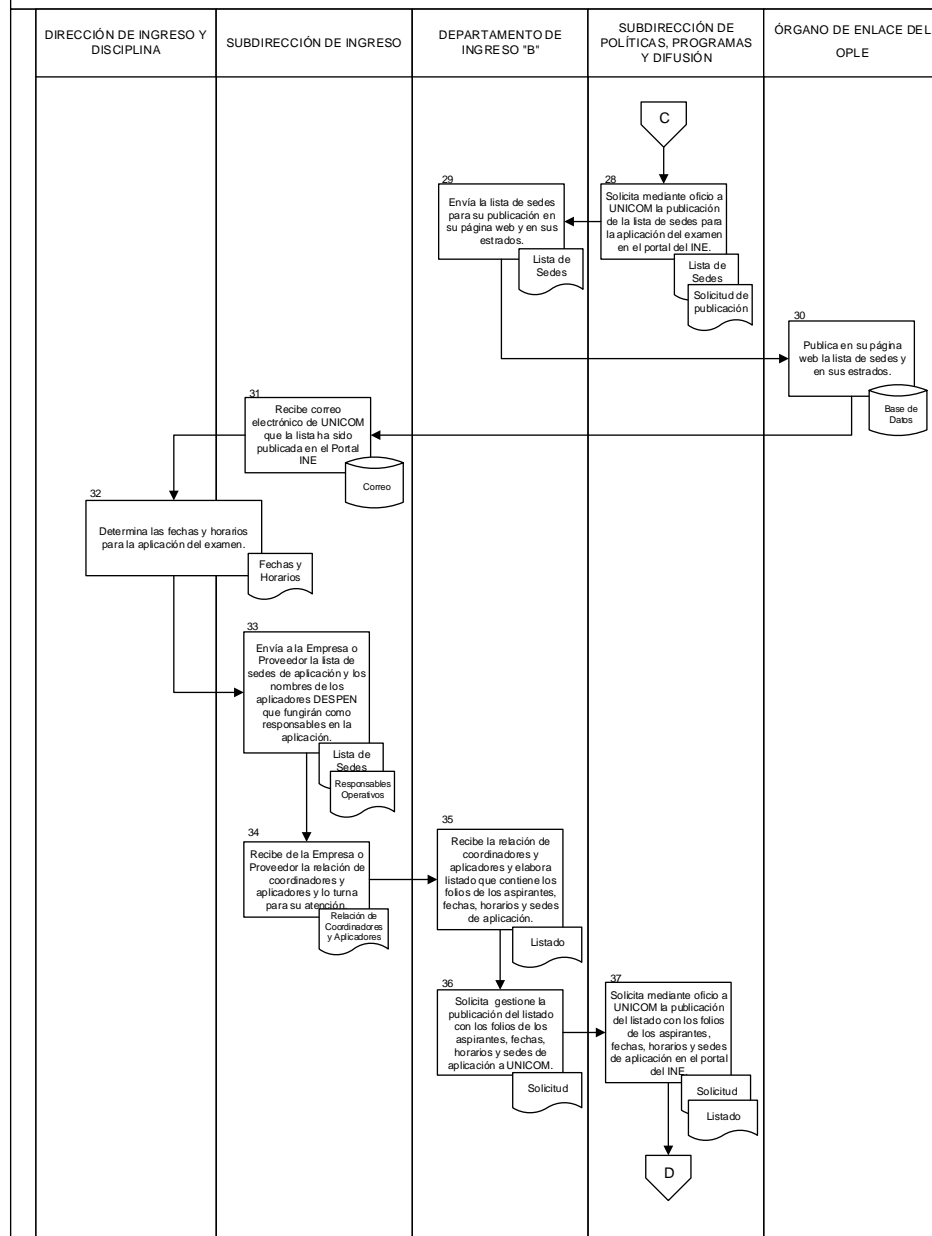 DIRECCIÓN DE INGRESO Y
DISCIPLINA
SUBDIRECCIÓN DE INGRESO
DEPARTAMENTO DE
INGRESO "B"
SUBDIRECCIÓN DE
POLÍTICAS, PROGRAMAS
Y DIFUSIÓN
ÓRGANO DE ENLACE DEL
OPLE
C
28
Solicita mediante oficio a
UNICOM la publicación
de la lista de sedes para
la aplicación del examen
en el portal del INE.
Lista de
Sedes
Solicitud de
publicación
29
Envía la lista de sedes
para su publicación en
su página web y en sus
estrados.
Lista de
Sedes
30
Publica en su página
web la lista de sedes y
en sus estrados.
Base de
Datos
31
Recibe correo
electrónico de UNICOM
que la lista ha sido
publicada en el Portal
INE
Correo
32
Determina las fechas y horarios
para la aplicación del examen.
Fechas y
Horarios
33
Envía a la Empresa o
Proveedor la lista de
sedes de aplicación y los
nombres de los
aplicadores DESPEN
que fungirán como
responsables en la
aplicación.
Lista de
Sedes
Responsables
Operativos
34
Recibe de la Empresa o
Proveedor la relación de
coordinadores y
aplicadores y lo turna
para su atención.
Relación de
Coordinadores
y Aplicadores
35
Recibe la relación de
coordinadores y
aplicadores y elabora
listado que contiene los
folios de los aspirantes,
fechas, horarios y sedes
de aplicación.
Listado
36
Solicita gestione la
publicación del listado
con los folios de los
aspirantes, fechas,
horarios y sedes de
aplicación a UNICOM.
Solicitud
37
Solicita mediante oficio a
UNICOM la publicación
del listado con los folios
de los aspirantes,
fechas, horarios y sedes
de aplicación en el portal
del INE.
Solicitud
Listado
D